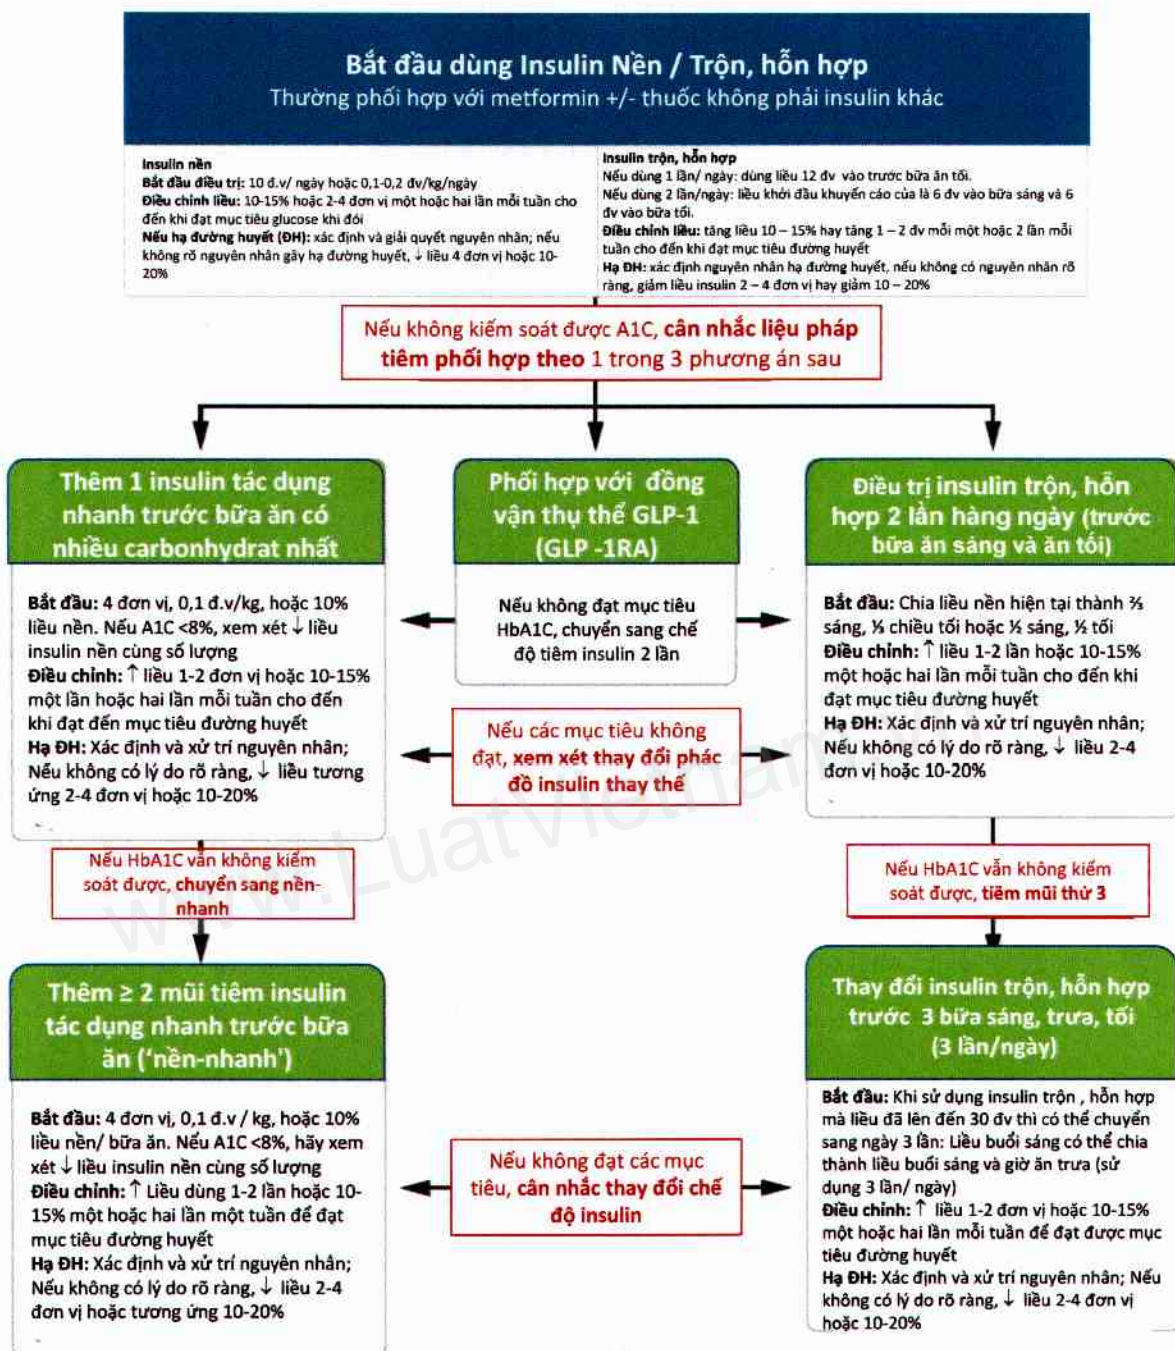 Bắt đầu dùng Insulin Nền / Trộn, hỗn hợp
Thường phối hợp với metformin +/- thuốc không phải insulin khác
Insulin nền
Bắt đầu điều trị: 10 đ.v/ ngày hoặc 0,1-0,2 đv/kg/ngày
Điều chỉnh liều: 10-15% hoặc 2-4 đơn vị một hoặc hai lần mỗi tuần cho
đến khi đạt mục tiêu glucose khi đói
Nếu hạ đường huyết (ĐH): xác định và giải quyết nguyên nhân; nếu
không rõ nguyên nhân gây hạ đường huyết, ↓ liều 4 đơn vị hoặc 10-
20%
Insulin trộn, hỗn hợp
Nếu dùng 1 lần/ ngày: dùng liều 12 đv vào trước bữa ăn tối.
Nếu dùng 2 lần/ngày: liều khởi đầu khuyến cáo của là 6 đv vào bữa sáng và 6
đv vào bữa tối.
Điều chỉnh liều: tăng liều 10 – 15% hay tăng 1 – 2 đv mỗi một hoặc 2 lần mỗi
tuần cho đến khi đạt mục tiêu đường huyết
Hạ ĐH: xác định nguyên nhân hạ đường huyết, nếu không có nguyên nhân rõ
ràng, giảm liều insulin 2 – 4 đơn vị hay giảm 10 – 20%
Nếu không kiểm soát được A1C, cân nhắc liệu pháp
tiêm phối hợp theo 1 trong 3 phương án sau
Thêm 1 insulin tác dụng
nhanh trước bữa ăn có
nhiều carbonhydrat nhất
Bắt đầu: 4 đơn vị, 0,1 đ.v/kg, hoặc 10%
liều nền. Nếu A1C <8%, xem xét ↓ liều
insulin nền cùng số lượng
Điều chỉnh: ↑ liều 1-2 đơn vị hoặc 10-15%
một lần hoặc hai lần mỗi tuần cho đến
khi đạt đến mục tiêu đường huyết
Hạ ĐH: Xác định và xử trí nguyên nhân;
Nếu không có lý do rõ ràng, ↓ liều tương
ứng 2-4 đơn vị hoặc 10-20%
Phối hợp với đồng
vận thụ thể GLP-1
(GLP -1RA)
Nếu không đạt mục tiêu
HbA1C, chuyển sang chế
độ tiêm insulin 2 lần
Điều trị insulin trộn, hỗn
hợp 2 lần hàng ngày (trước
bữa ăn sáng và ăn tối)
Bắt đầu: Chia liều nền hiện tại thành ⅔
sáng, ⅓ chiều tối hoặc ½ sáng, ½ tối
Điều chỉnh: ↑ liều 1-2 lần hoặc 10-15%
một hoặc hai lần mỗi tuần cho đến khi
đạt mục tiêu đường huyết
Hạ ĐH: Xác định và xử trí nguyên nhân;
Nếu không có lý do rõ ràng, ↓ liều 2-4
đơn vị hoặc 10-20%
Nếu các mục tiêu không
đạt, xem xét thay đổi phác
đồ insulin thay thế
Nếu HbA1C vẫn không kiểm
soát được, chuyển sang nền-
nhanh
Nếu HbA1C vẫn không kiểm
soát được, tiêm mũi thứ 3
Thêm ≥ 2 mũi tiêm insulin
tác dụng nhanh trước bữa
ăn ('nền-nhanh')
Bắt đầu: 4 đơn vị, 0,1 đ.v / kg, hoặc 10%
liều nền/ bữa ăn. Nếu A1C <8%, hãy xem
xét ↓ liều insulin nền cùng số lượng
Điều chỉnh: ↑ Liều dùng 1-2 lần hoặc 10-
15% một hoặc hai lần một tuần để đạt
mục tiêu đường huyết
Hạ ĐH: Xác định và xử trí nguyên nhân;
Nếu không có lý do rõ ràng, ↓ liều 2-4
đơn vị hoặc tương ứng 10-20%
Nếu không đạt các mục
tiêu, cân nhắc thay đổi chế
độ insulin
Thay đổi insulin trộn, hỗn hợp
trước 3 bữa sáng, trưa, tối
(3 lần/ngày)
Bắt đầu: Khi sử dụng insulin trộn , hỗn hợp
mà liều đã lên đến 30 đv thì có thể chuyển
sang ngày 3 lần: Liều buổi sáng có thể chia
thành liều buổi sáng và giờ ăn trưa (sử
dụng 3 lần/ ngày)
Điều chỉnh: ↑ liều 1-2 đơn vị hoặc 10-15%
một hoặc hai lần mỗi tuần để đạt được mục
tiêu đường huyết
Hạ ĐH: Xác định và xử trí nguyên nhân; Nếu
không có lý do rõ ràng, ↓ liều 2-4 đơn vị
hoặc 10-20%
www.LuatVietnam.vn